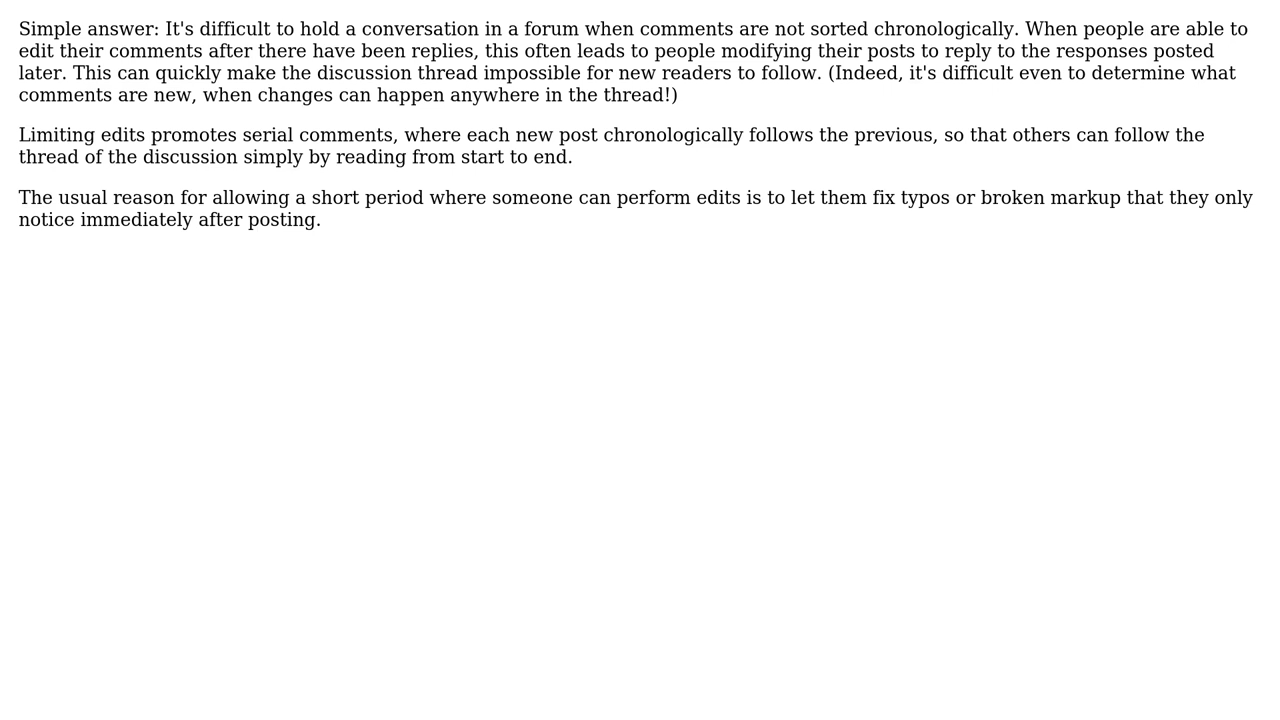 Simple answer: It's difficult to hold a conversation in a forum when comments are not sorted chronologically. When people are able to
edit their comments after there have been replies, this often leads to people modifying their posts to reply to the responses posted
later. This can quickly make the discussion thread impossible for new readers to follow. (Indeed, it's difficult even to determine what
comments are new, when changes can happen anywhere in the thread!)
Limiting edits promotes serial comments, where each new post chronologically follows the previous, so that others can follow the
thread of the discussion simply by reading from start to end.
The usual reason for allowing a short period where someone can perform edits is to let them fix typos or broken markup that they only
notice immediately after posting.